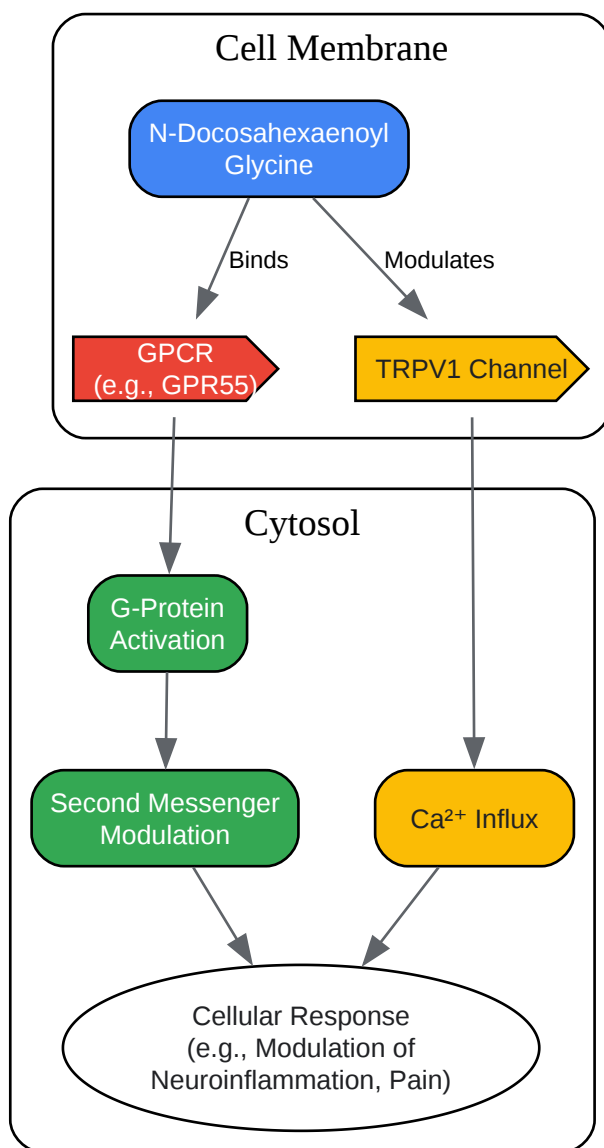 Cell Membrane
N-Docosahexaenoyl
Glycine
Binds
Modulates
GPCR
(e.g., GPR55)
TRPV1 Channel
Cytosol
G-Protein
Activation
Second Messenger
Modulation
Ca²⁺ Influx
Cellular Response
(e.g., Modulation of
Neuroinflammation, Pain)